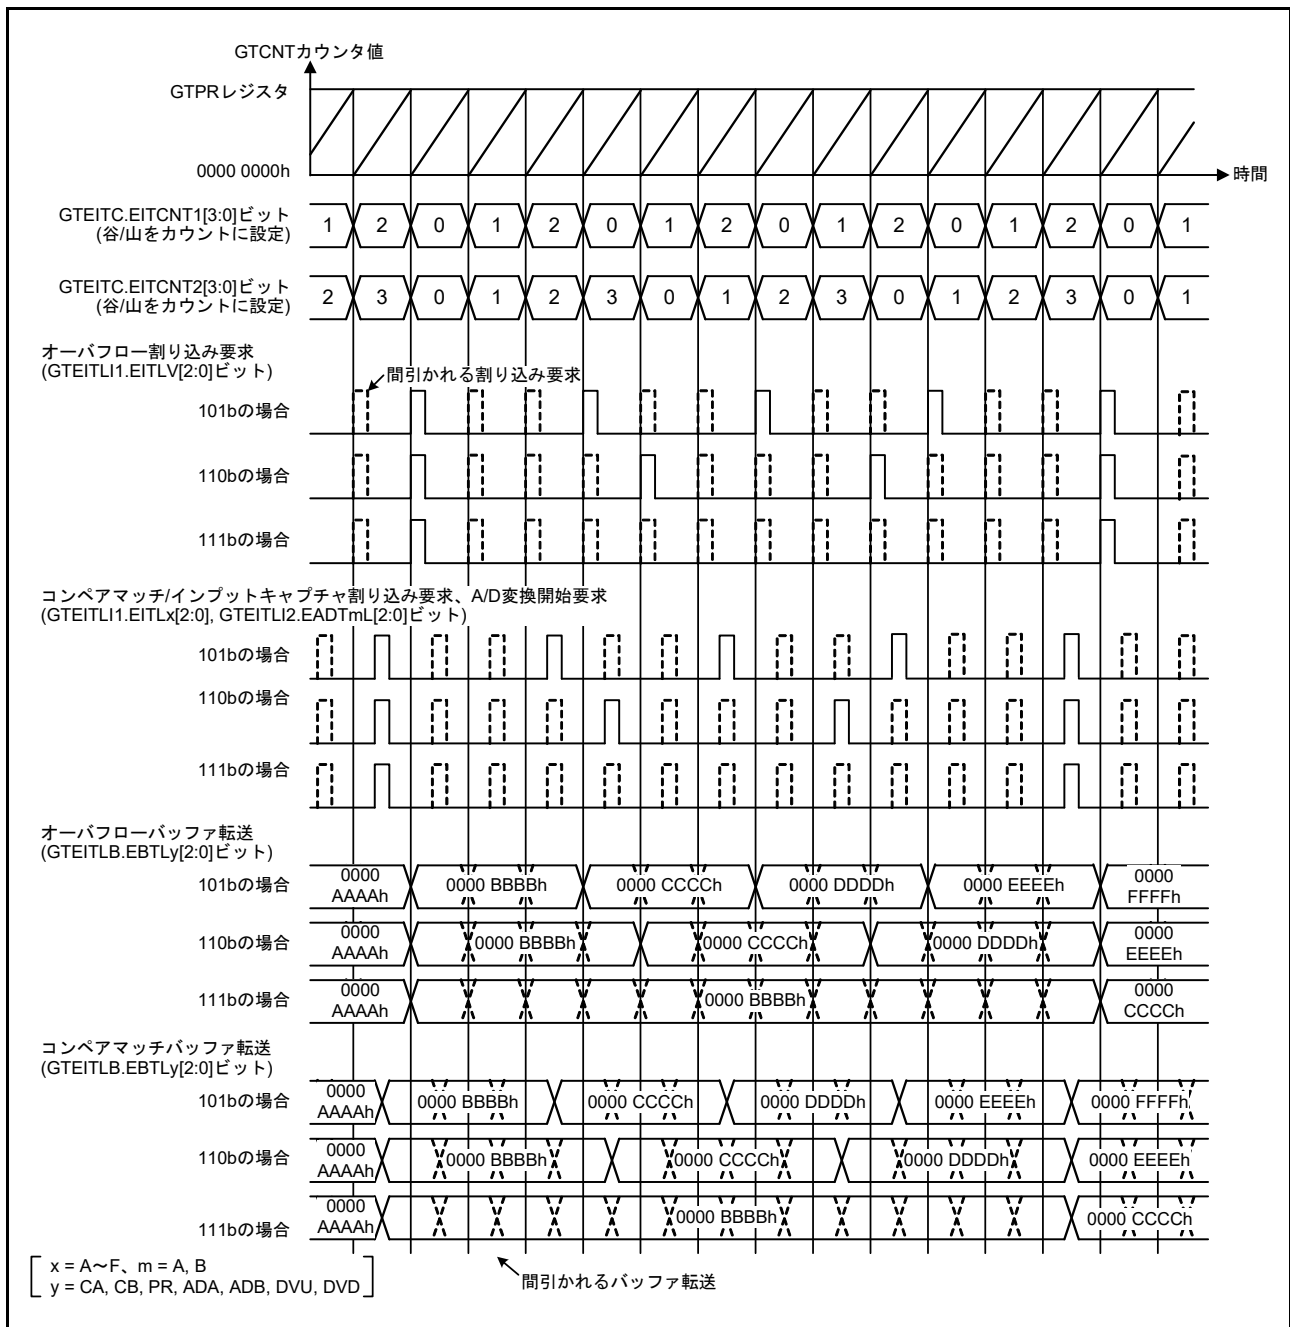 GTCNTカウンタ値
GTPRレジスタ
0000 0000h
時間
GTEITC.EITCNT1[3:0]ビット
(谷/山をカウントに設定)
1 2 0 1 2 0 1 2 0 1 2 0 1 2 0 1
GTEITC.EITCNT2[3:0]ビット
(谷/山をカウントに設定)
2 3 0 1 2 3 0 1 2 3 0 1 2 3 0 1
オーバフロー割り込み要求
(GTEITLI1.EITLV[2:0]ビット)
間引かれる割り込み要求
101bの場合
110bの場合
111bの場合
コンペアマッチ/インプットキャプチャ割り込み要求、A/D変換開始要求
(GTEITLI1.EITLx[2:0], GTEITLI2.EADTmL[2:0]ビット)
101bの場合
110bの場合
111bの場合
オーバフローバッファ転送
(GTEITLB.EBTLy[2:0]ビット)
101bの場合
0000
AAAAh
0000 BBBBh
0000 CCCCh
0000 DDDDh
0000 EEEEh
0000
FFFFh
110bの場合
0000
AAAAh
0000 BBBBh
0000 CCCCh
0000 DDDDh
0000
EEEEh
111bの場合
0000
AAAAh
0000 BBBBh
0000
CCCCh
コンペアマッチバッファ転送
(GTEITLB.EBTLy[2:0]ビット)
101bの場合
0000
AAAAh
0000 BBBBh
0000 CCCCh
0000 DDDDh
0000 EEEEh
0000 FFFFh
110bの場合
0000
AAAAh
0000 BBBBh
0000 CCCCh
0000 DDDDh
0000 EEEEh
111bの場合
0000
AAAAh
0000 BBBBh
0000 CCCCh
x = A～F、m = A, B
y = CA, CB, PR, ADA, ADB, DVU, DVD
間引かれるバッファ転送